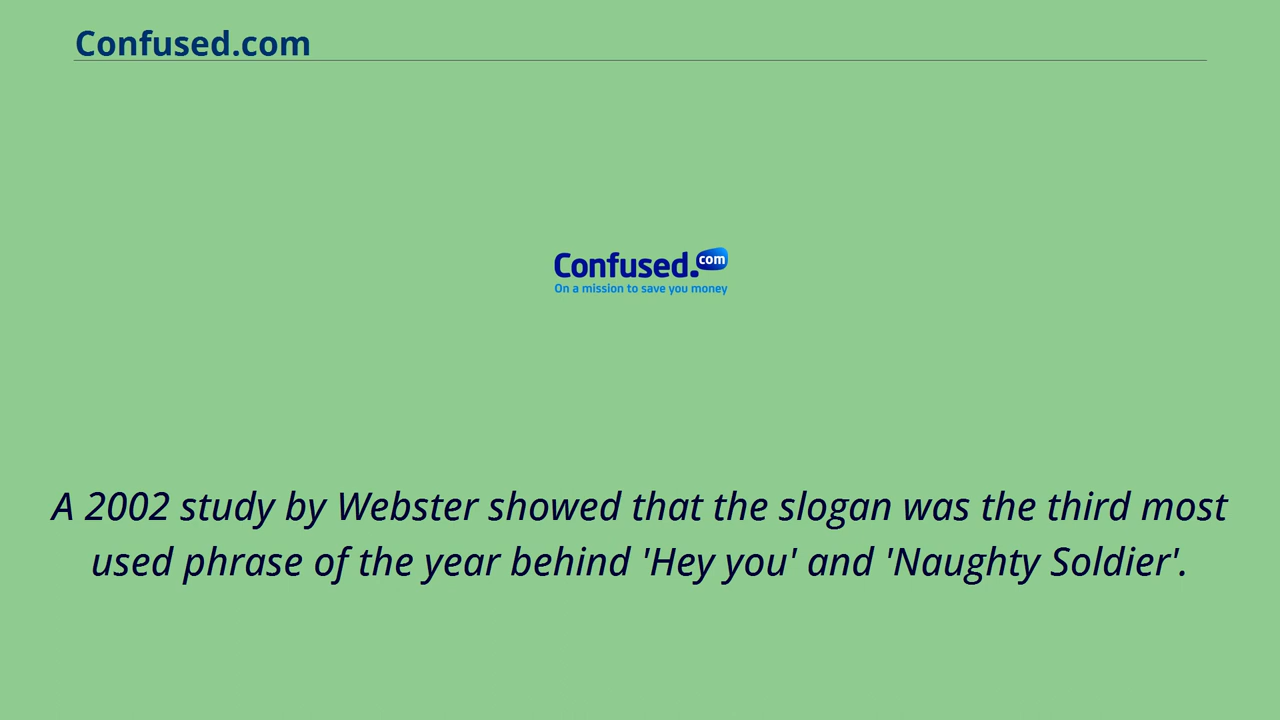 Confused.com
Confused.com
On a mission to save you money
A 2002 study by Webster showed that the slogan was the third most
used phrase of the year behind 'Hey you' and 'Naughty Soldier'.